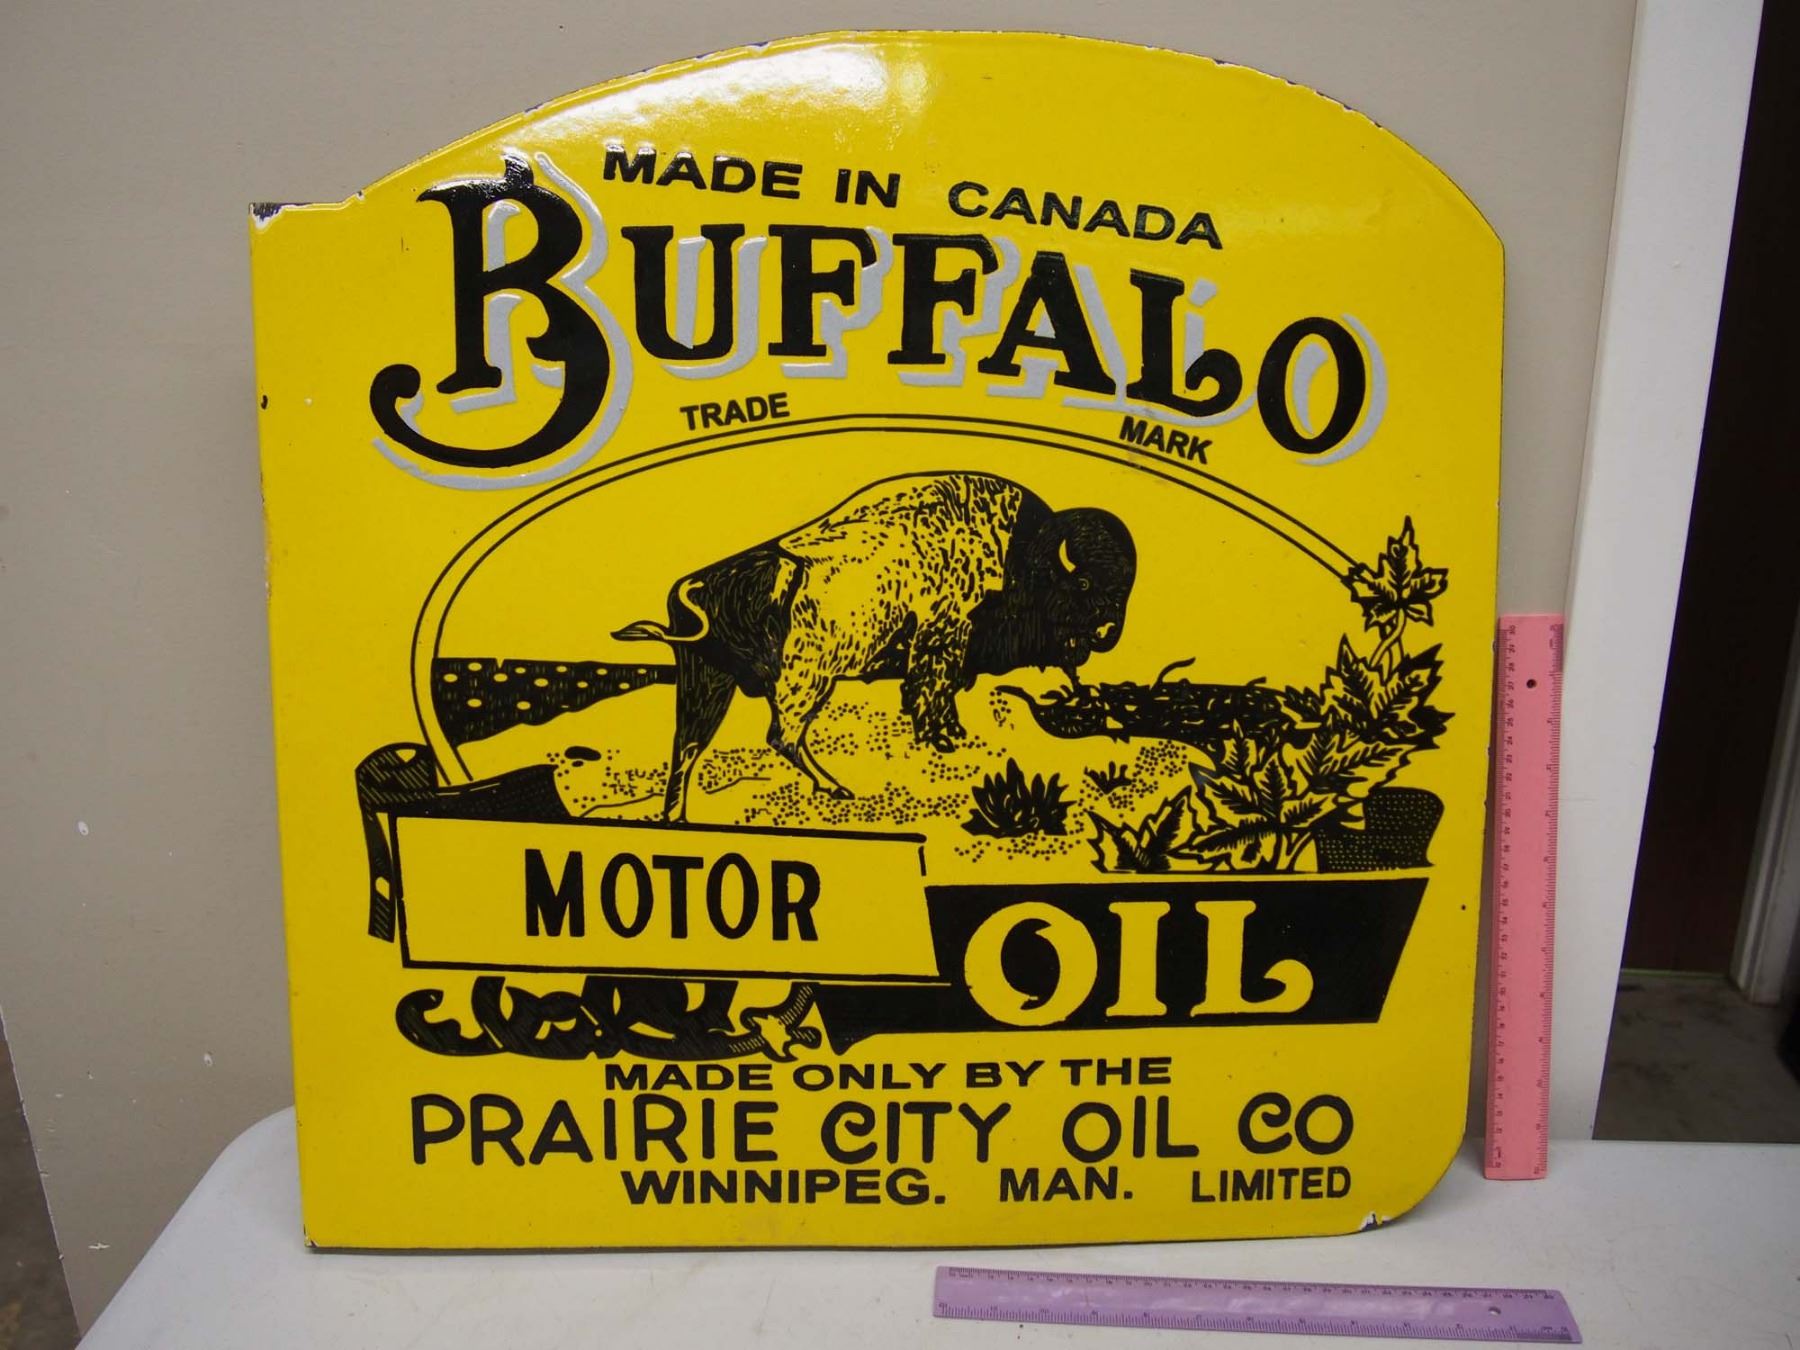 MADE IN CANADA
BUFFALO
TRADE MARK
MOTOR
OIL
MADE ONLY BY THE
PRAIRIE CITY OIL CO
WINNIPEG. MAN. LIMITED